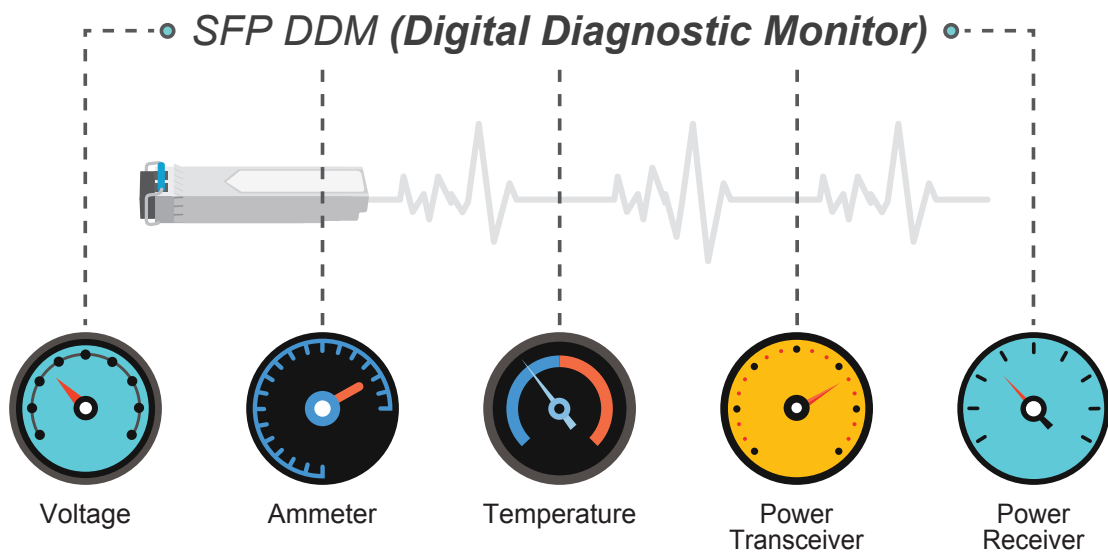 SFP DDM (Digital Diagnostic Monitor)
Voltage
Ammeter
Temperature
Power
Transceiver
Power
Receiver